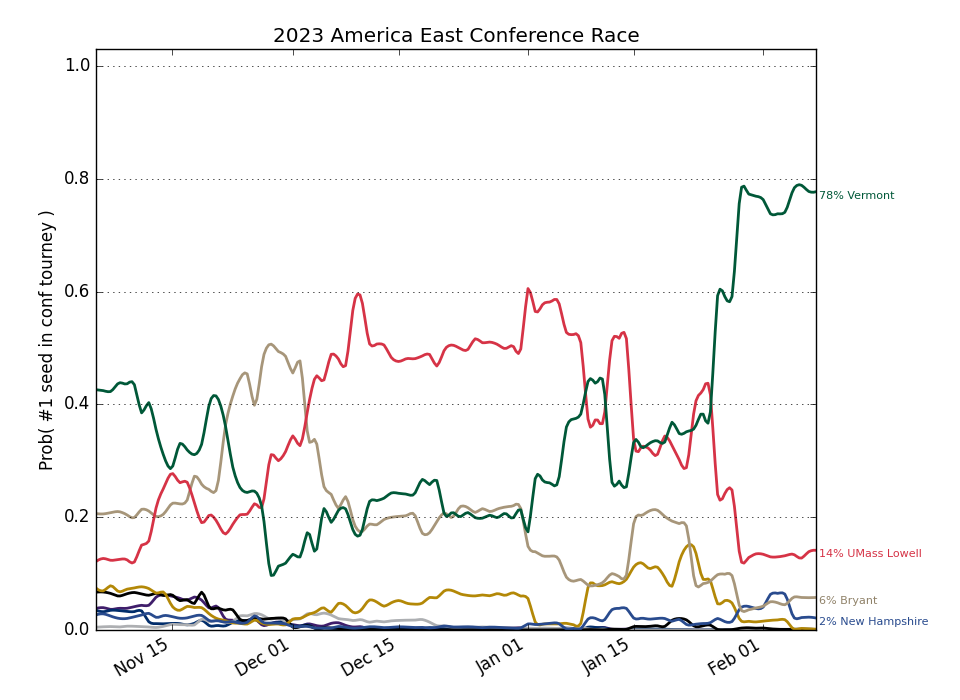 2023 America East Conference Race
Prob( #1 seed in conf tourney )
1.0
0.8
0.6
0.4
0.2
0.0
78% Vermont
14% UMass Lowell
6% Bryant
2% New Hampshire
Nov 15
Dec 01
Dec 15
Jan 01
Jan 15
Feb 01